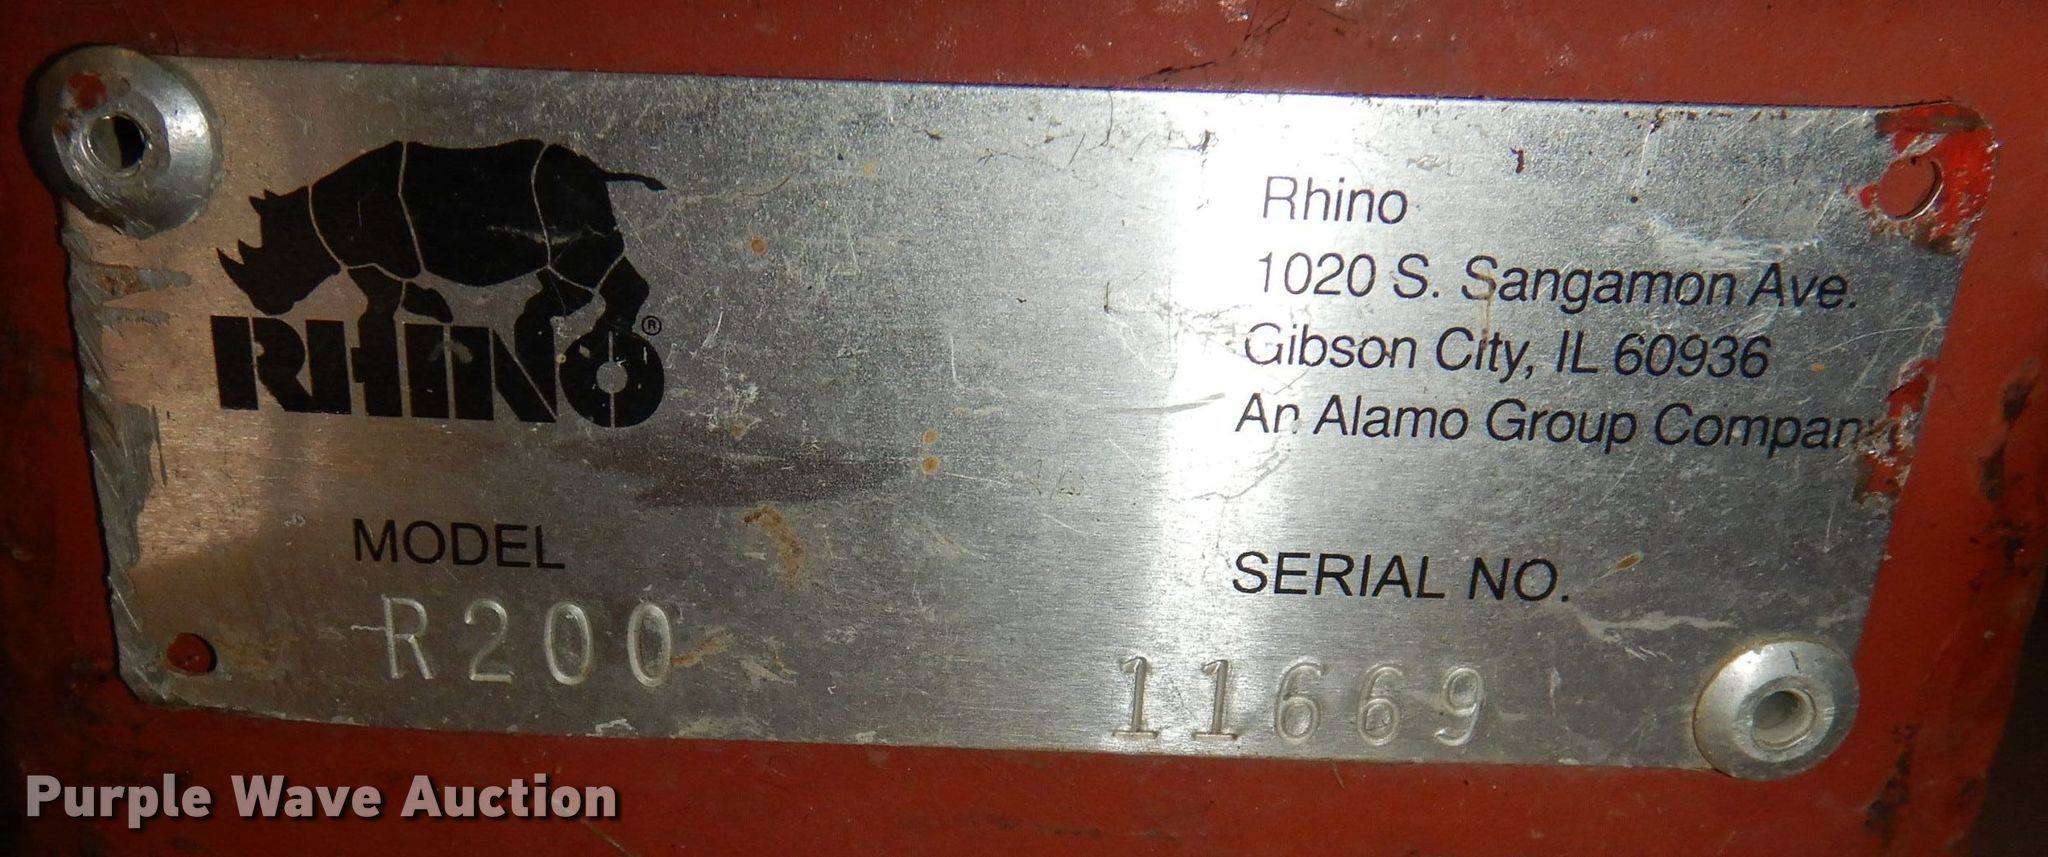 RHINO®
Rhino
1020 S. Sangamon Ave.
Gibson City, IL 60936
An Alamo Group Company
MODEL
R200
SERIAL NO.
11669
Purple Wave Auction